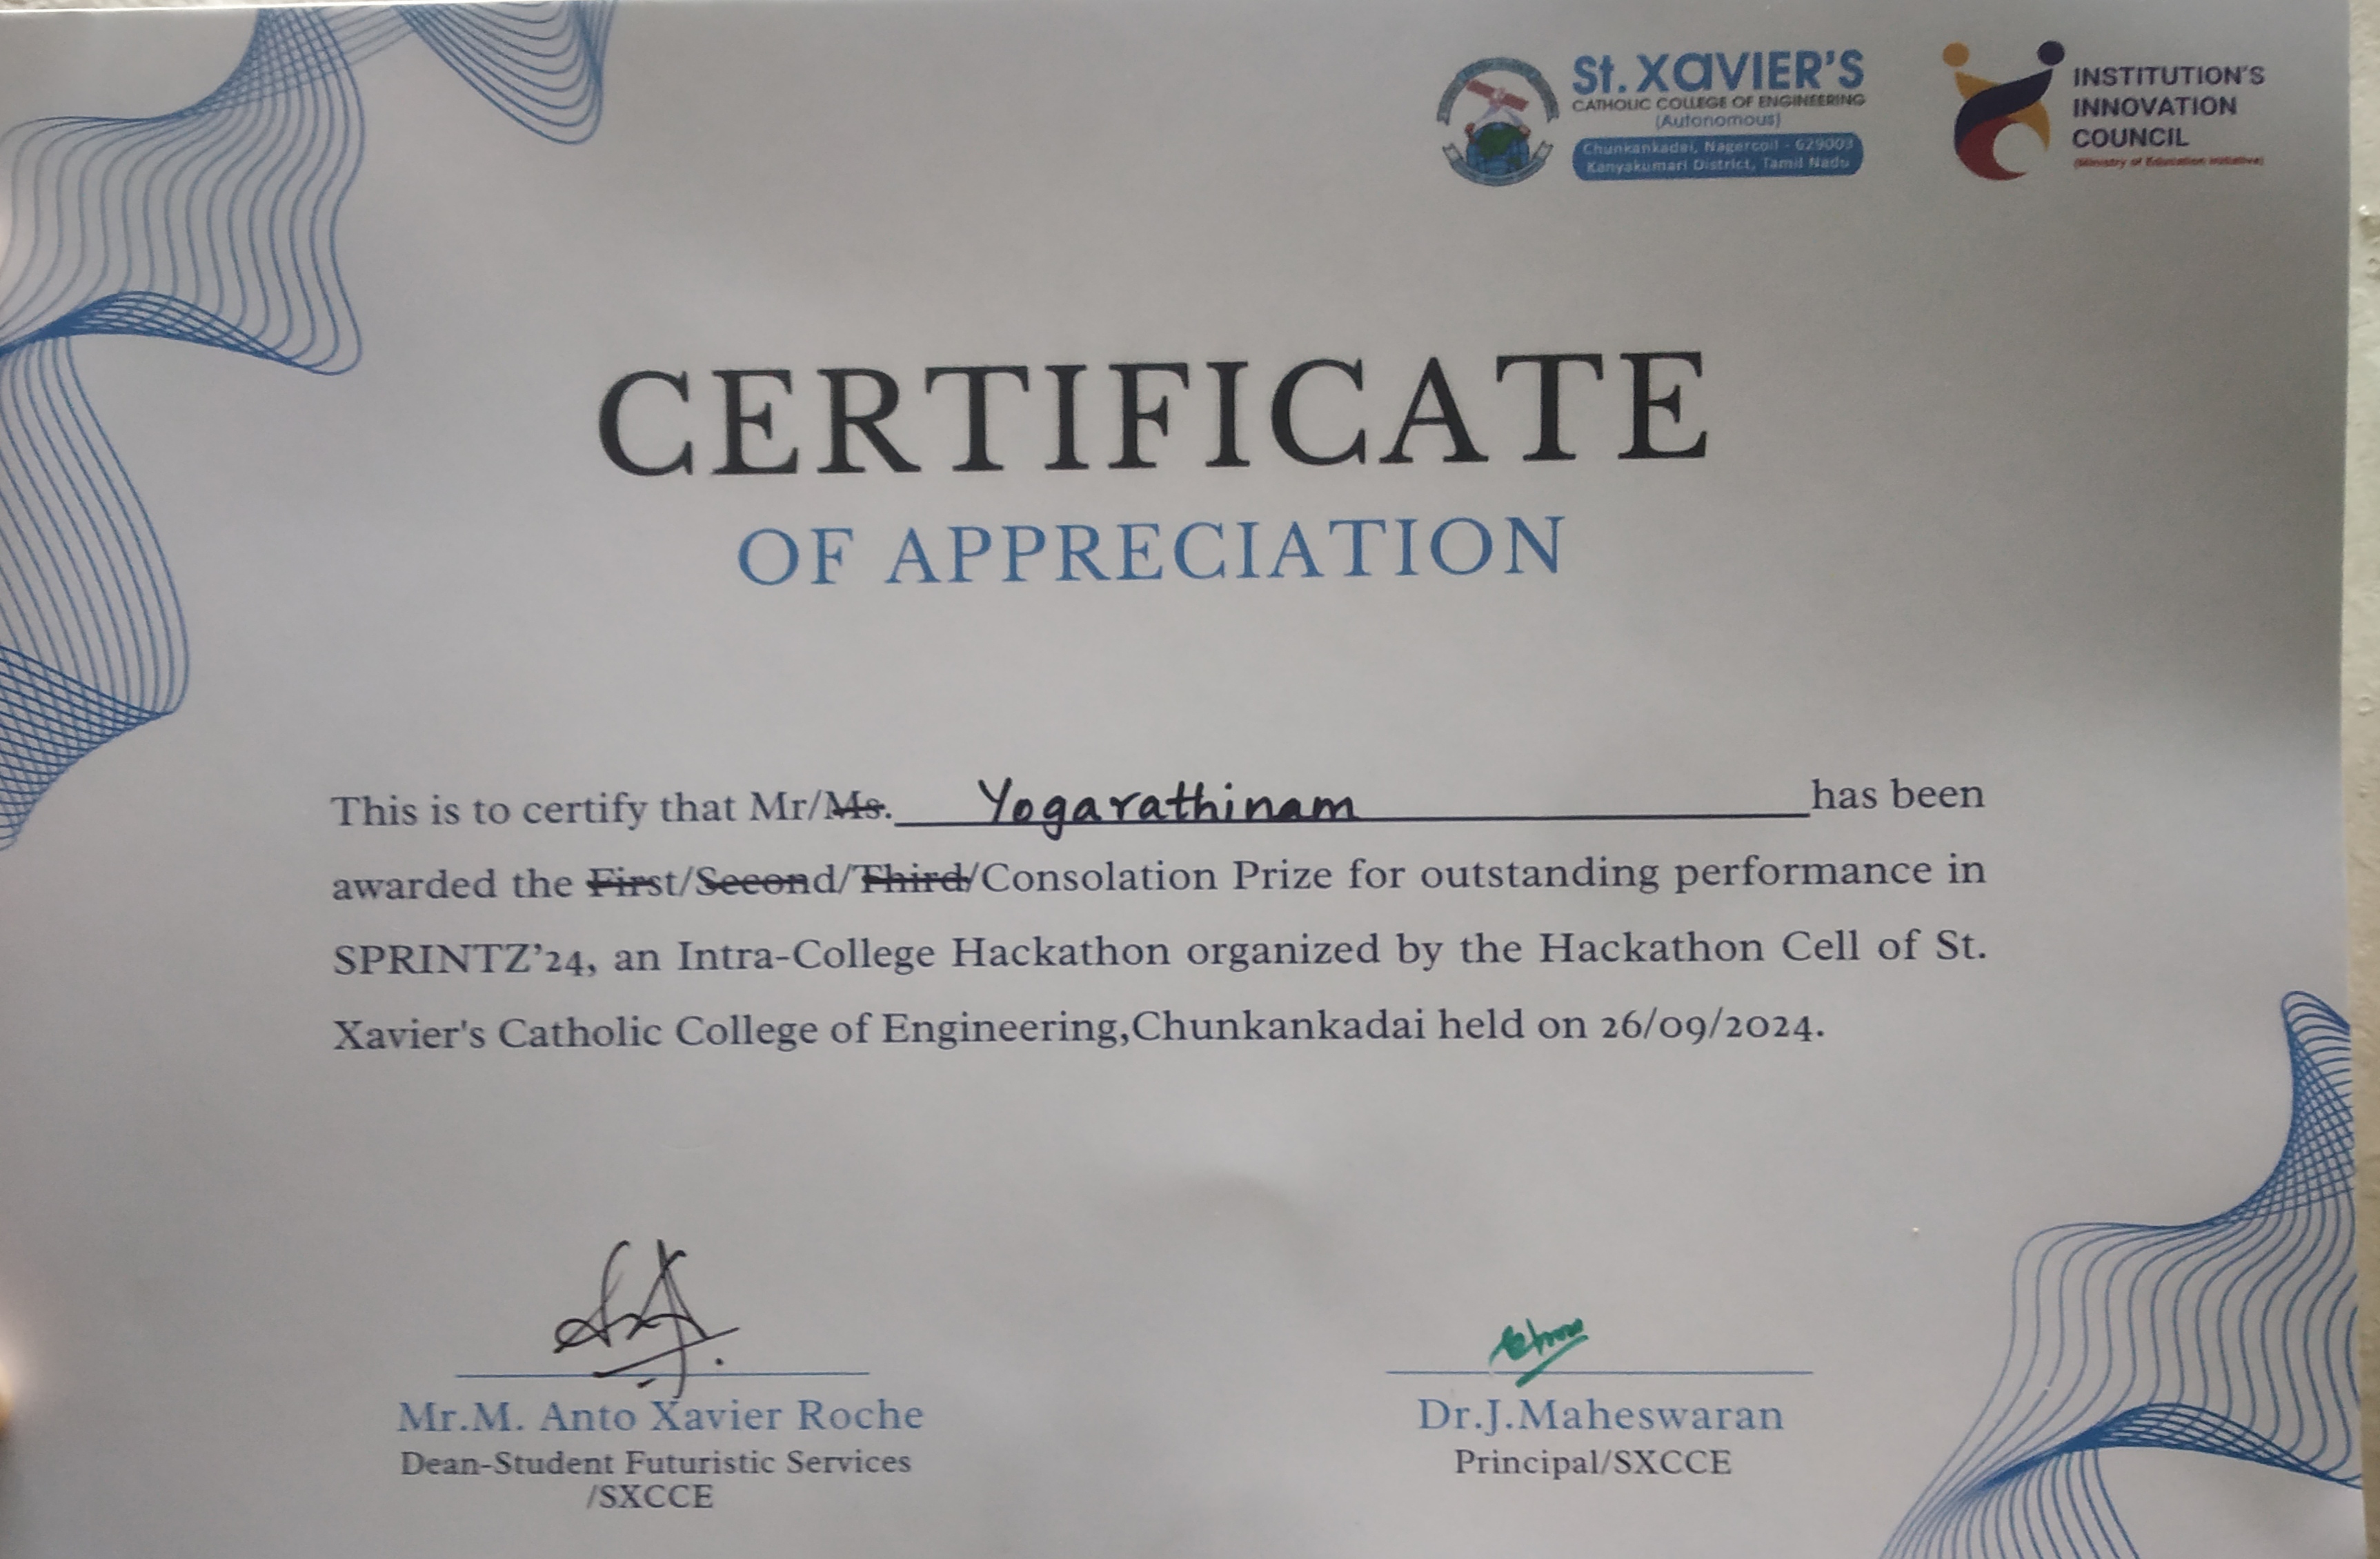 St. XAVIER'S
CATHOLIC COLLEGE OF ENGINEERING
(Autonomous)
Chunkankadai, Nagercoil - 629003
Kanyakumari District, Tamil Nadu
INSTITUTION'S
INNOVATION
COUNCIL
(Ministry of Education Initiative)
CERTIFICATE
OF APPRECIATION
This is to certify that Mr/Ms. Yogarathinam has been
awarded the First/Second/Third/Consolation Prize for outstanding performance in
SPRINTZ'24, an Intra-College Hackathon organized by the Hackathon Cell of St.
Xavier's Catholic College of Engineering,Chunkankadai held on 26/09/2024.
Mr.M. Anto Xavier Roche
Dean-Student Futuristic Services
/SXCCE
Dr.J.Maheswaran
Principal/SXCCE